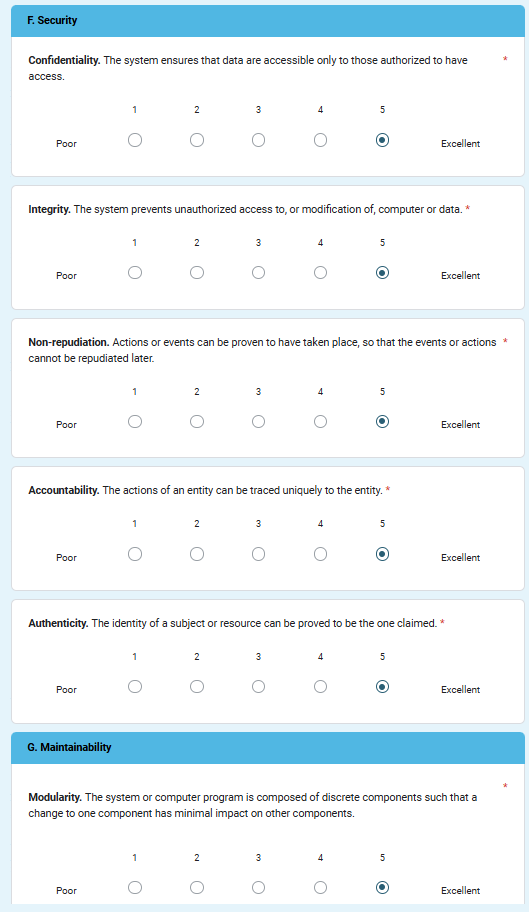 F. Security
Confidentiality. The system ensures that data are accessible only to those authorized to have *
access.
1 2 3 4 5
Poor Excellent
Integrity. The system prevents unauthorized access to, or modification of, computer or data. *
1 2 3 4 5
Poor Excellent
Non-repudiation. Actions or events can be proven to have taken place, so that the events or actions *
cannot be repudiated later.
1 2 3 4 5
Poor Excellent
Accountability. The actions of an entity can be traced uniquely to the entity. *
1 2 3 4 5
Poor Excellent
Authenticity. The identity of a subject or resource can be proved to be the one claimed. *
1 2 3 4 5
Poor Excellent
G. Maintainability
*
Modularity. The system or computer program is composed of discrete components such that a
change to one component has minimal impact on other components.
1 2 3 4 5
Poor Excellent